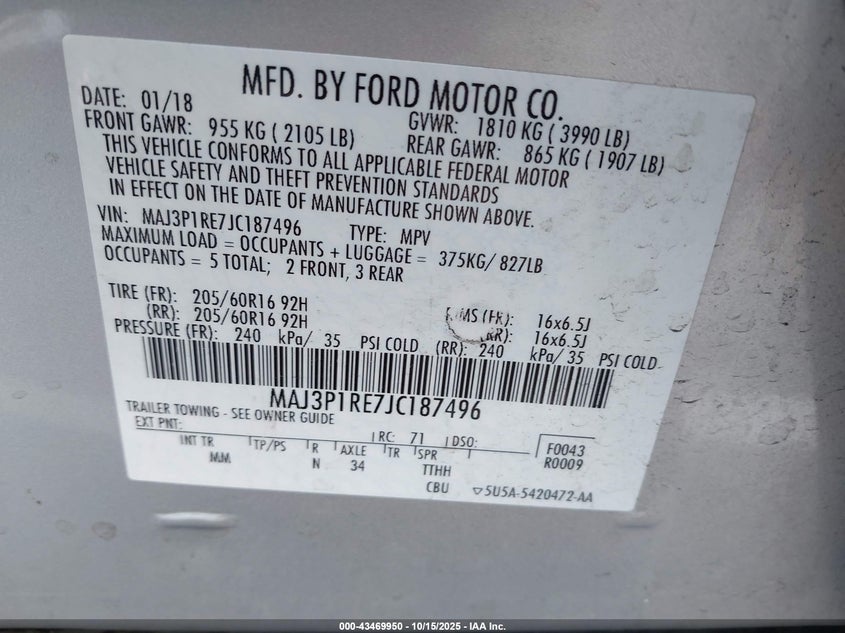 MFD. BY FORD MOTOR CO.
DATE: 01/18 GVWR: 1810 KG ( 3990 LB)
FRONT GAWR: 955 KG ( 2105 LB) REAR GAWR: 865 KG ( 1907 LB)
THIS VEHICLE CONFORMS TO ALL APPLICABLE FEDERAL MOTOR
VEHICLE SAFETY AND THEFT PREVENTION STANDARDS
IN EFFECT ON THE DATE OF MANUFACTURE SHOWN ABOVE.
VIN: MAJ3P1RE7JC187496 TYPE: MPV
MAXIMUM LOAD = OCCUPANTS + LUGGAGE = 375KG/ 827LB
OCCUPANTS = 5 TOTAL; 2 FRONT, 3 REAR
TIRE (FR): 205/60R16 92H (FR): 16x6.5J
(RR): 205/60R16 92H 16x6.5J
PRESSURE (FR): 240 kPa/ 35 PSI COLD (RR): 240 kPa/ 35 PSI COLD
MAJ3P1RE7JC187496
TRAILER TOWING - SEE OWNER GUIDE
EXT PNT: RC: 71 DSO: F0043
INT TR TP/PS R AXLE TR SPR R0009
MM N 34 TTHH
CBU ▽5U5A-5420472-AA
000-43469950 - 10/15/2025 - IAA Inc.